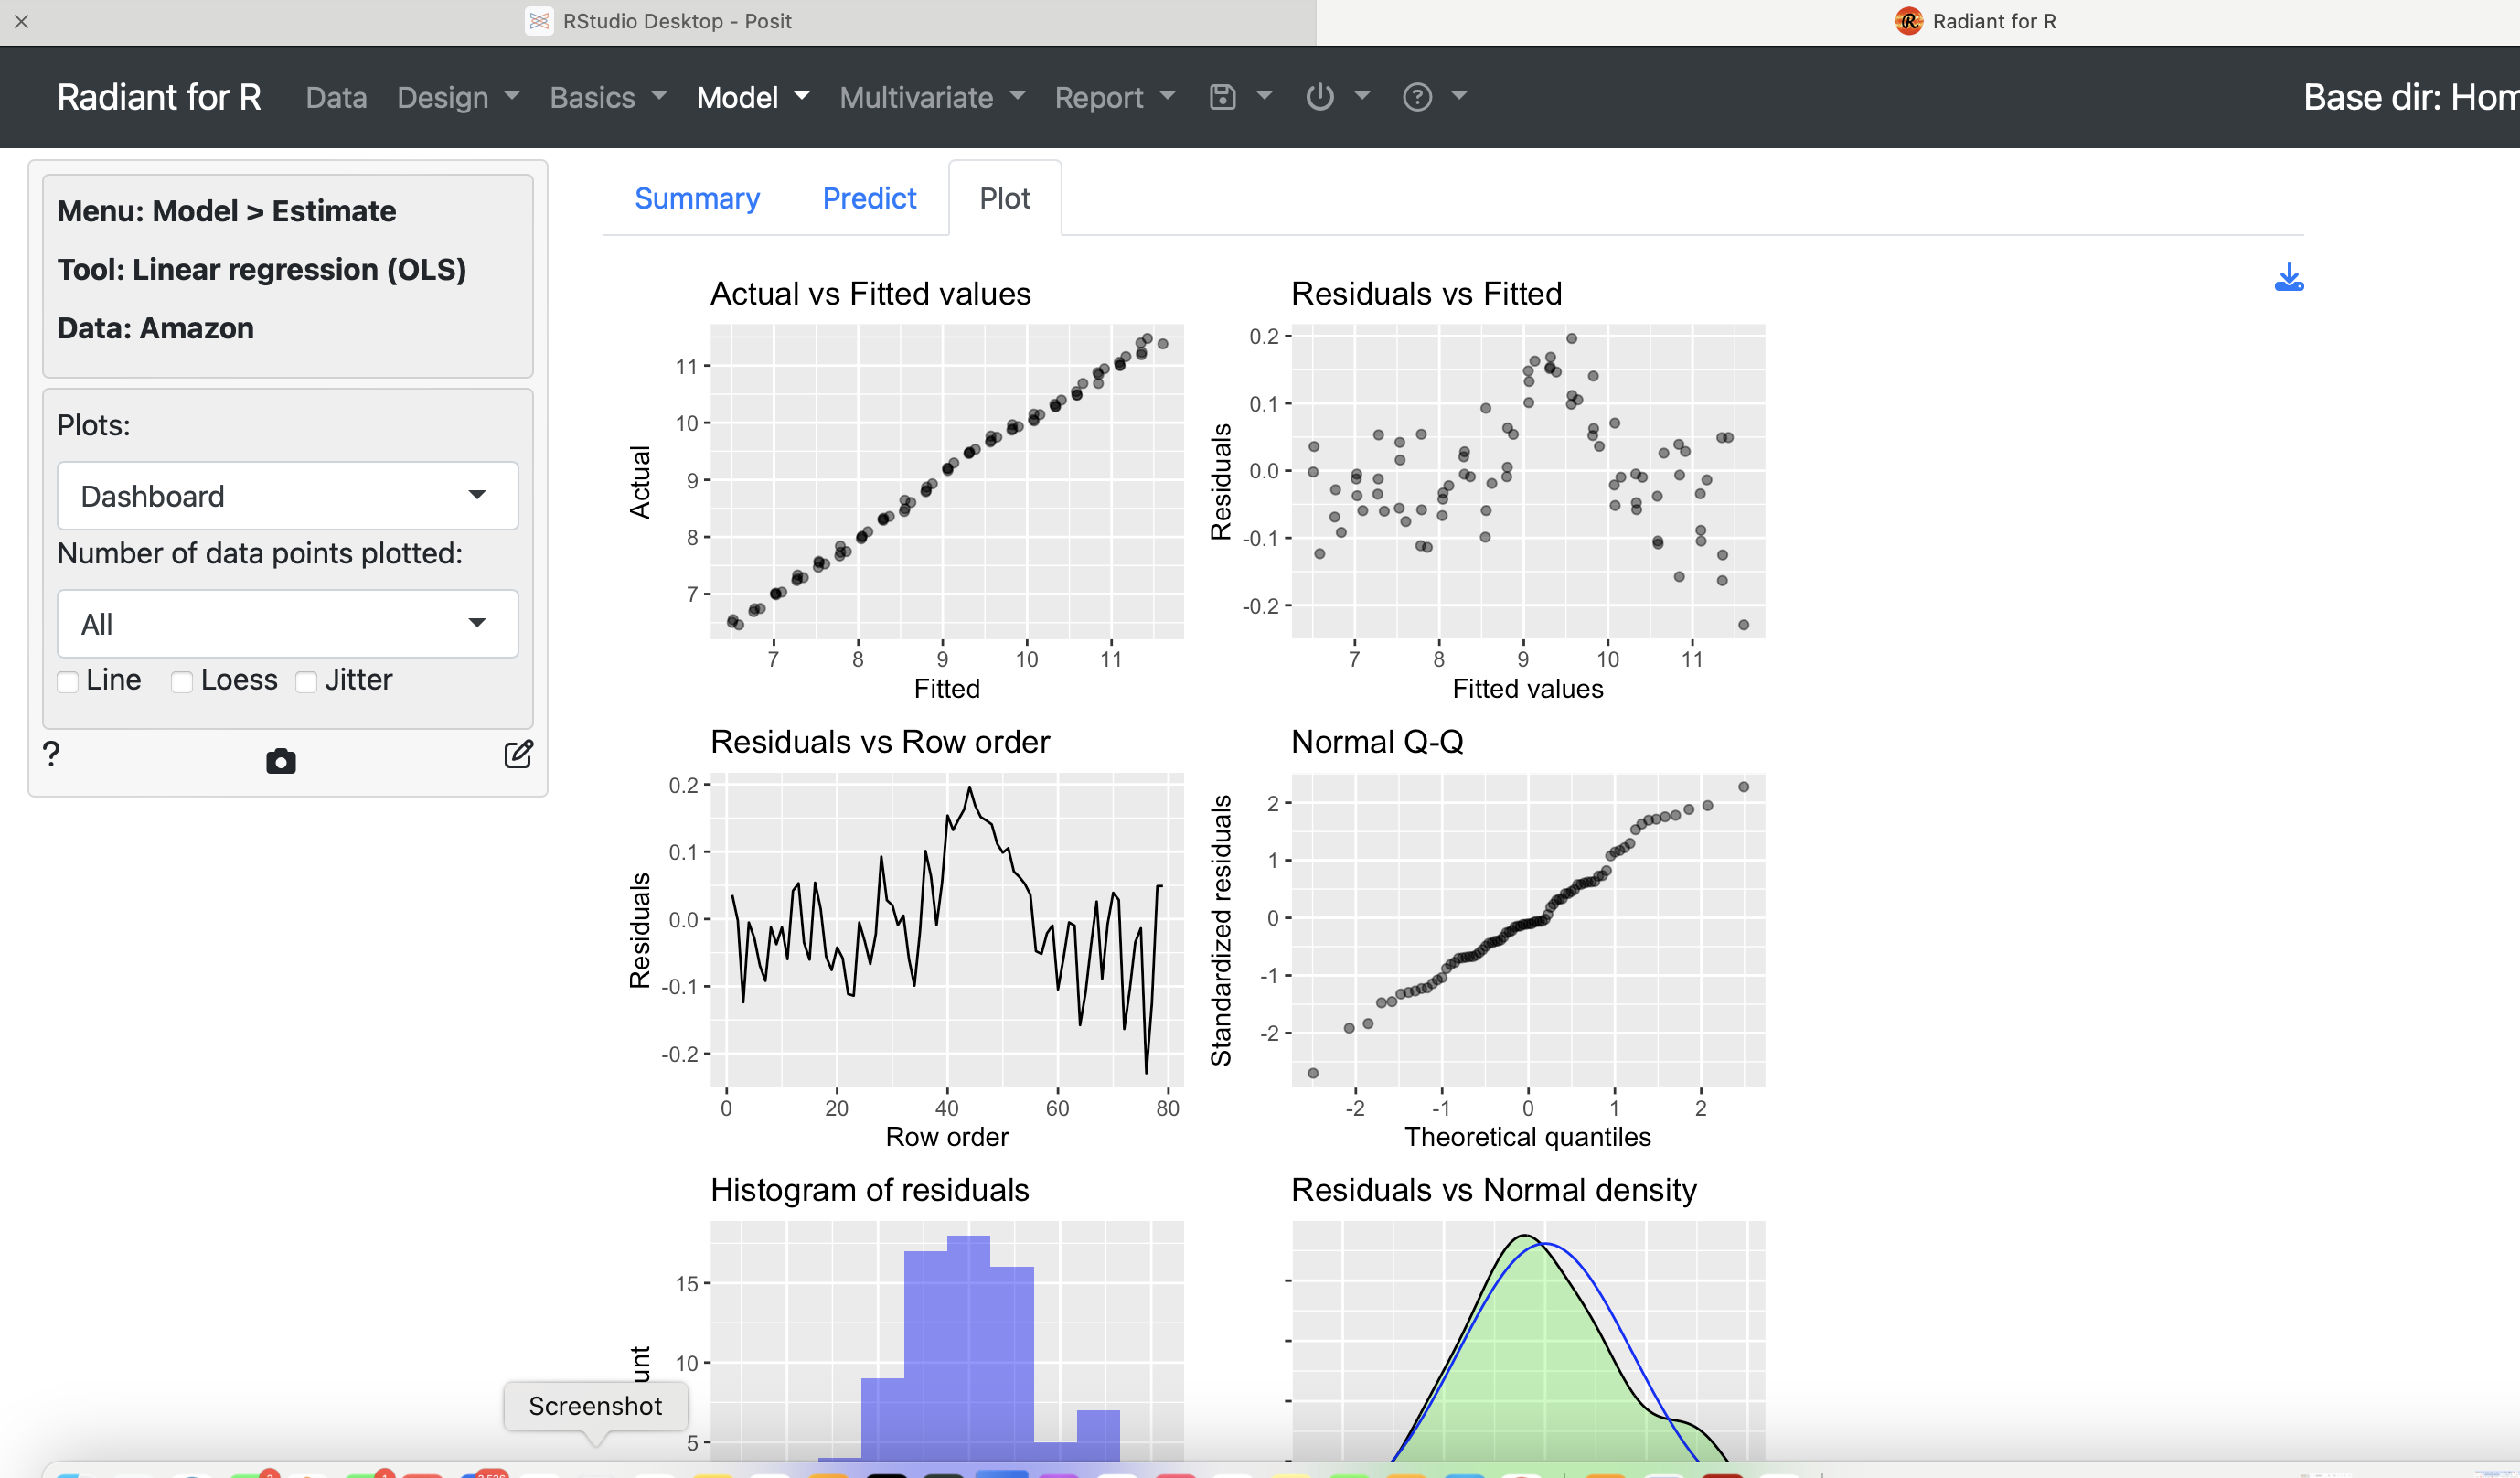 RStudio Desktop - Posit
Radiant for R
Radiant for R Data Design Basics Model Multivariate Report Base dir:
Menu: Model > Estimate
Tool: Linear regression (OLS)
Data: Amazon
Plots:
Dashboard
Number of data points plotted:
All
Line Loess Jitter
?
Summary Predict Plot
Actual vs Fitted values
Actual
11
10
9
8
7
7 8 9 10 11
Fitted
Residuals vs Fitted
Residuals
0.2
0.1
0.0
-0.1
-0.2
7 8 9 10 11
Fitted values
Residuals vs Row order
Residuals
0.2
0.1
0.0
-0.1
-0.2
0 20 40 60 80
Row order
Normal Q-Q
Standardized residuals
2
1
0
-1
-2
-2 -1 0 1 2
Theoretical quantiles
Histogram of residuals
15
10
5
Residuals vs Normal density
Screenshot